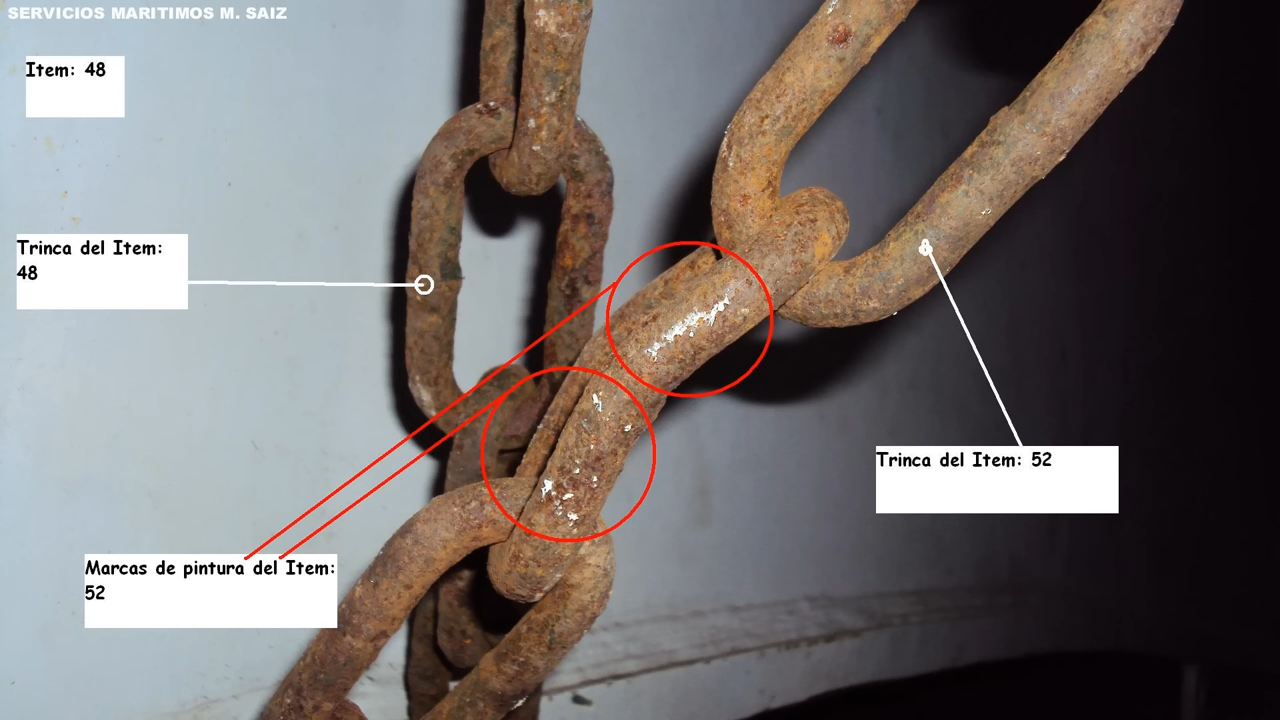 SERVICIOS MARITIMOS M. SAIZ
Item: 48
Trinca del Item:
48
Trinca del Item: 52
Marcas de pintura del Item:
52